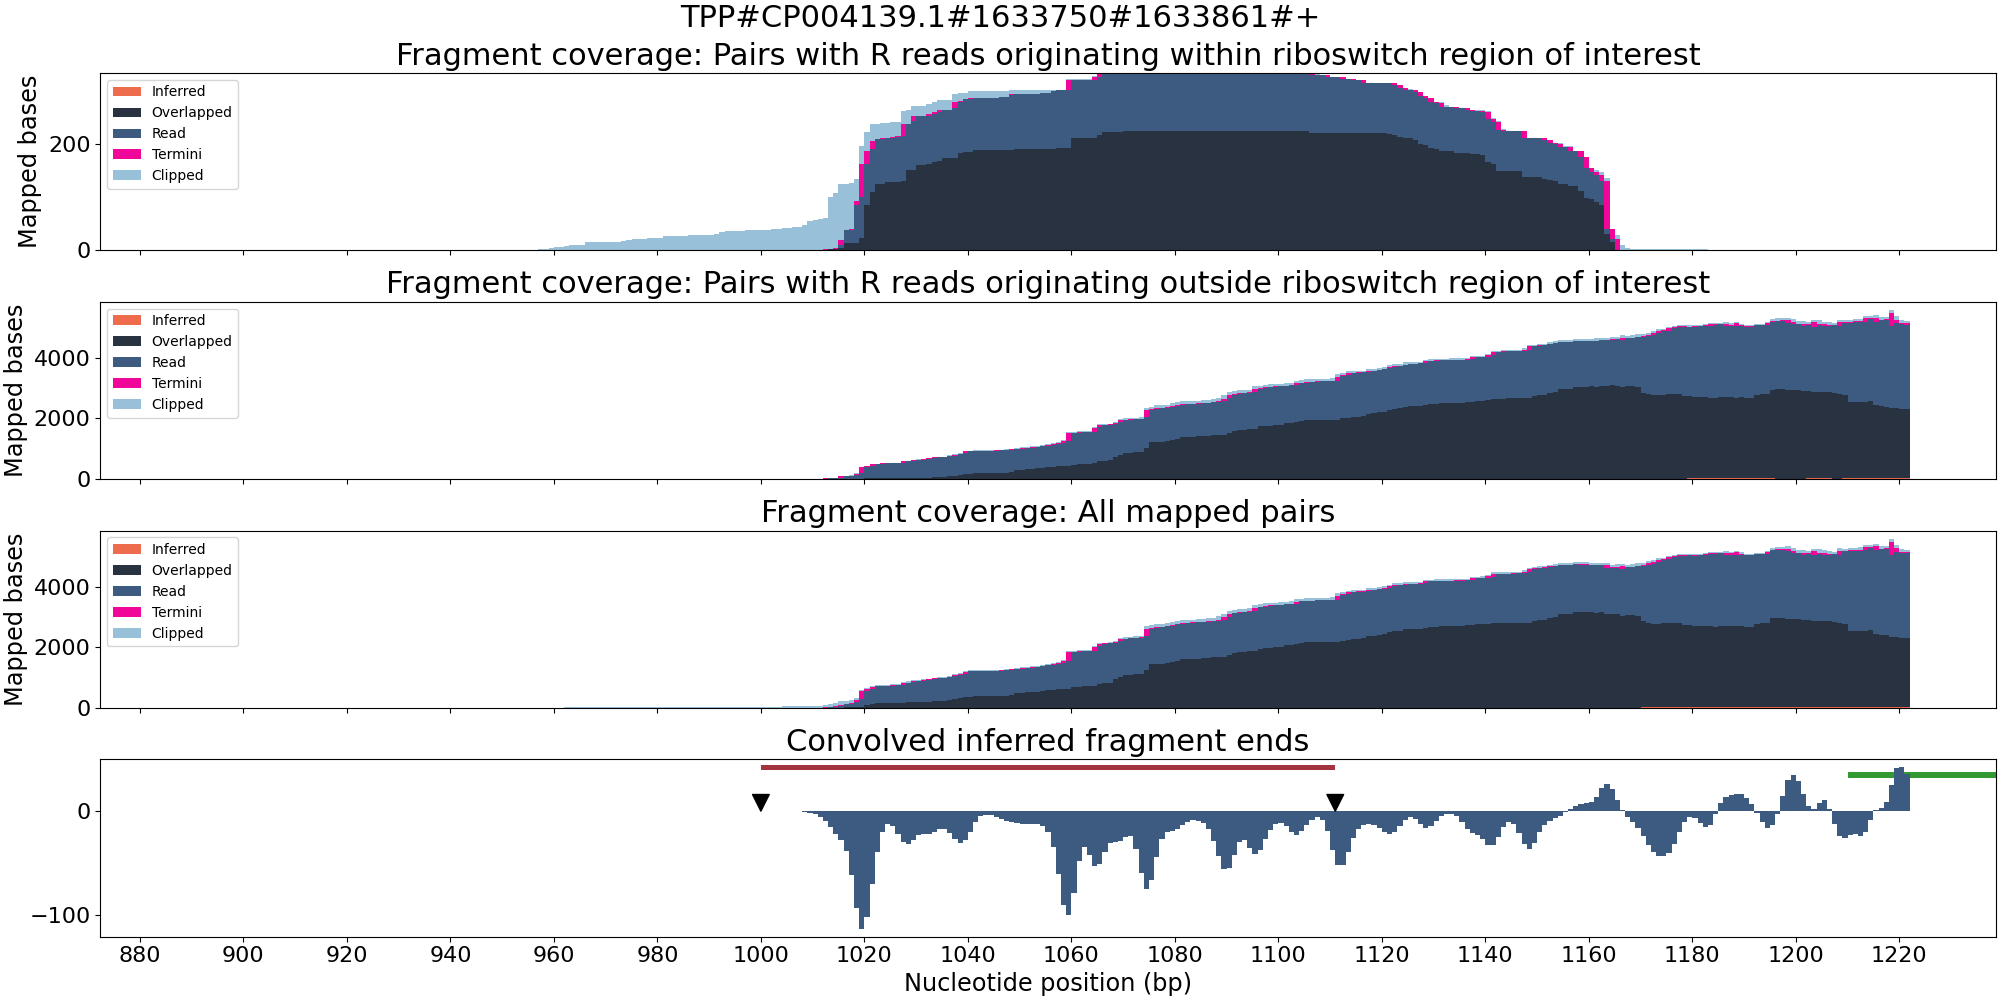 TPP#CP004139.1#1633750#1633861#+
Fragment coverage: Pairs with R reads originating within riboswitch region of interest
Mapped bases
200
0
Inferred
Overlapped
Read
Termini
Clipped
Fragment coverage: Pairs with R reads originating outside riboswitch region of interest
Mapped bases
4000
2000
0
Inferred
Overlapped
Read
Termini
Clipped
Fragment coverage: All mapped pairs
Mapped bases
4000
2000
0
Inferred
Overlapped
Read
Termini
Clipped
Convolved inferred fragment ends
0
−100
880 900 920 940 960 980 1000 1020 1040 1060 1080 1100 1120 1140 1160 1180 1200 1220
Nucleotide position (bp)